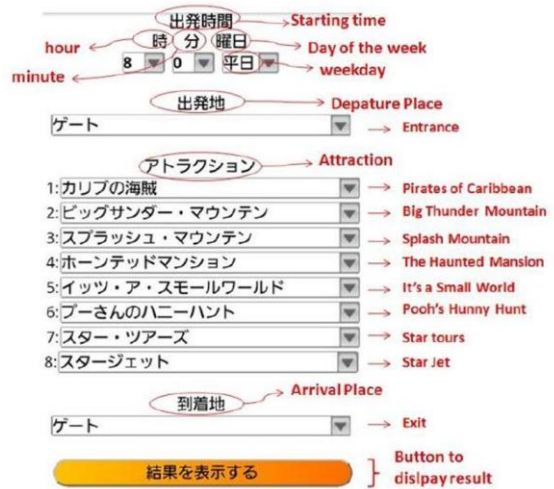 出発時間 Starting time
hour 時 分 曜日 Day of the week
minute 8 0 平日 weekday
出発地 Depature Place
ゲート Entrance
アトラクション Attraction
1:カリブの海賊 Pirates of Caribbean
2:ビッグサンダー・マウンテン Big Thunder Mountain
3:スプラッシュ・マウンテン Splash Mountain
4:ホーンテッドマンション The Haunted Mansion
5:イッツ・ア・スモールワールド It's a Small World
6:プーさんのハニーハント Pooh's Hunny Hunt
7:スター・ツアーズ Star tours
8:スタージェット Star Jet
到着地 Arrival Place
ゲート Exit
結果を表示する Button to
dislpay result